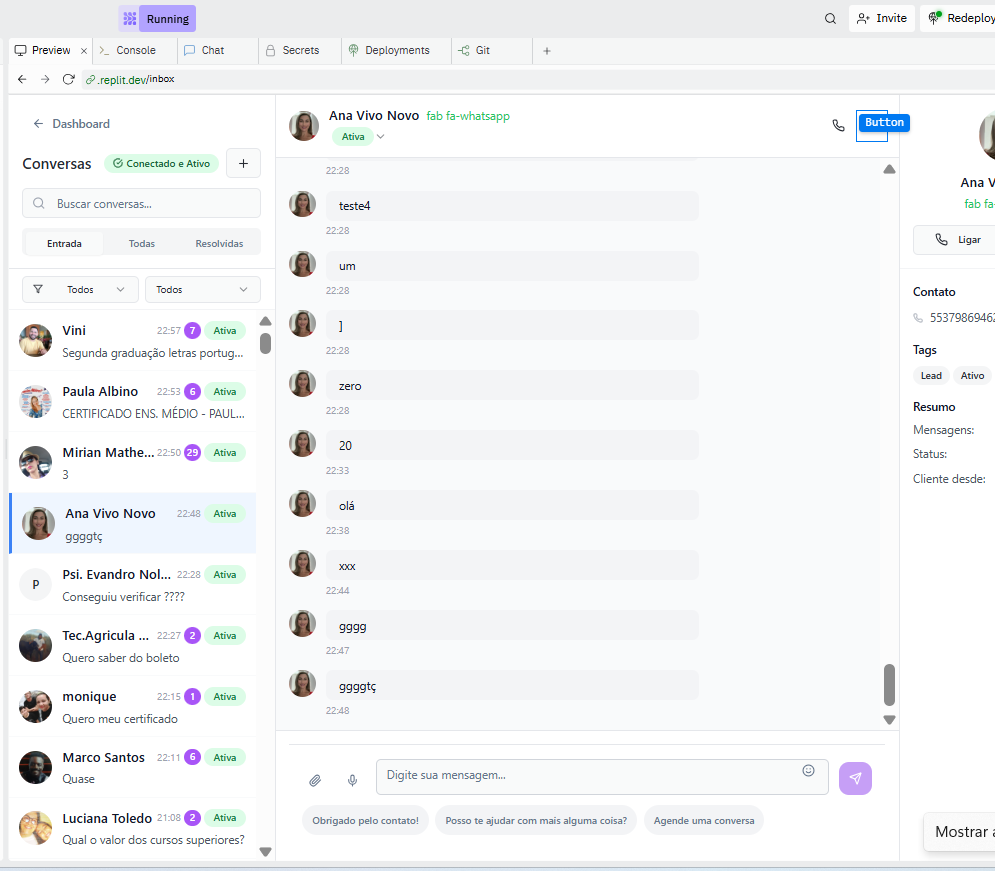 Running
Invite
Redeploy
Preview
Console
Chat
Secrets
Deployments
Git
.replit.dev/inbox
Dashboard
Conversas
Conectado e Ativo
Buscar conversas...
Entrada
Todas
Resolvidas
Todos
Todos
Vini 22:57 7 Ativa
Segunda graduação letras portug...
Paula Albino 22:53 6 Ativa
CERTIFICADO ENS. MÉDIO - PAUL...
Mirian Mathe... 22:50 29 Ativa
3
Ana Vivo Novo 22:48 Ativa
ggggtç
P
Psi. Evandro Nol... 22:28 Ativa
Conseguiu verificar ????
Tec.Agricula ... 22:27 2 Ativa
Quero saber do boleto
monique 22:15 1 Ativa
Quero meu certificado
Marco Santos 22:11 6 Ativa
Quase
Luciana Toledo 21:08 2 Ativa
Qual o valor dos cursos superiores?
Ana Vivo Novo fab fa-whatsapp
Ativa
Button
22:28
teste4
22:28
um
22:28
]
22:28
zero
22:28
20
22:33
olá
22:38
xxx
22:44
gggg
22:47
ggggtç
22:48
Digite sua mensagem...
Obrigado pelo contato!
Posso te ajudar com mais alguma coisa?
Agende uma conversa
Ana V
fab fa-
Ligar
Contato
5537986946
Tags
Lead
Ativo
Resumo
Mensagens:
Status:
Cliente desde:
Mostrar a